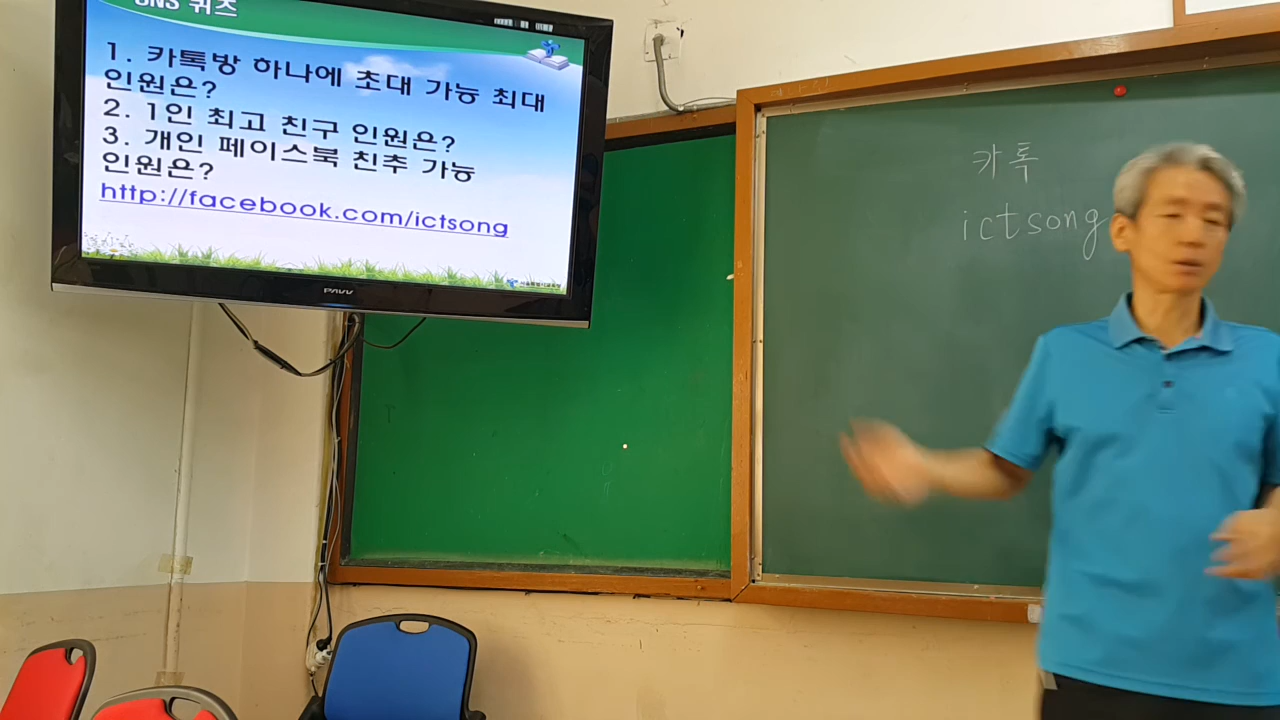 SNS 퀴즈
1. 카톡방 하나에 초대 가능 최대
인원은?
2. 1인 최고 친구 인원은?
3. 개인 페이스북 친추 가능
인원은?
http://facebook.com/ictsong
PAVV
카톡
ictsong